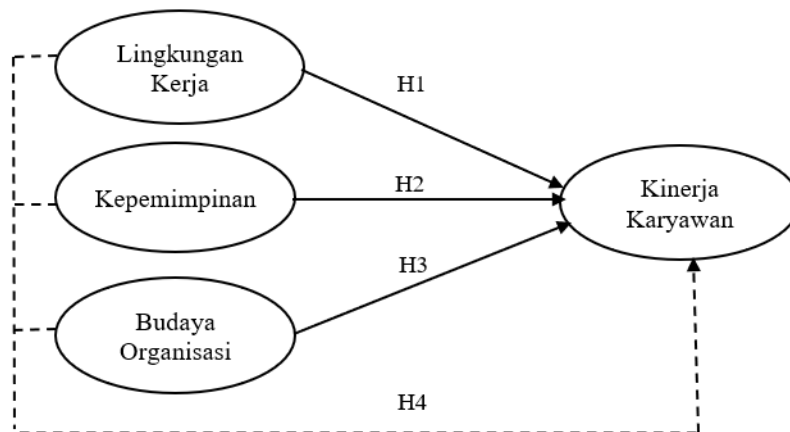 Lingkungan
Kerja
H1
Kepemimpinan
H2
Kinerja
Karyawan
H3
Budaya
Organisasi
H4